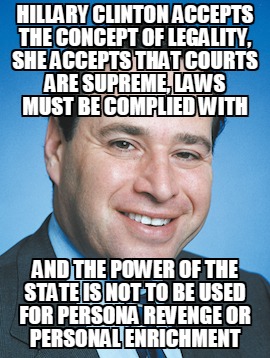 HILLARY CLINTON ACCEPTS
THE CONCEPT OF LEGALITY,
SHE ACCEPTS THAT COURTS
ARE SUPREME, LAWS
MUST BE COMPLIED WITH
AND THE POWER OF THE
STATE IS NOT TO BE USED
FOR PERSONA REVENGE OR
PERSONAL ENRICHMENT